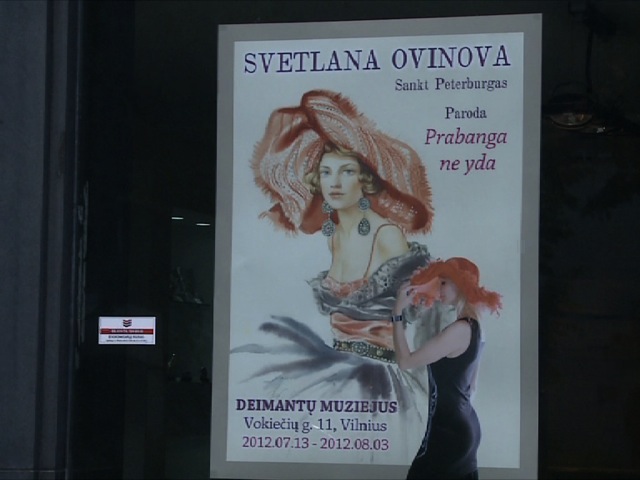 SVETLANA OVINOVA
Sankt Peterburgas
Paroda
Prabanga
ne yda
DEIMANTŲ MUZIEJUS
Vokiečių g. 11, Vilnius
2012.07.13 - 2012.08.03